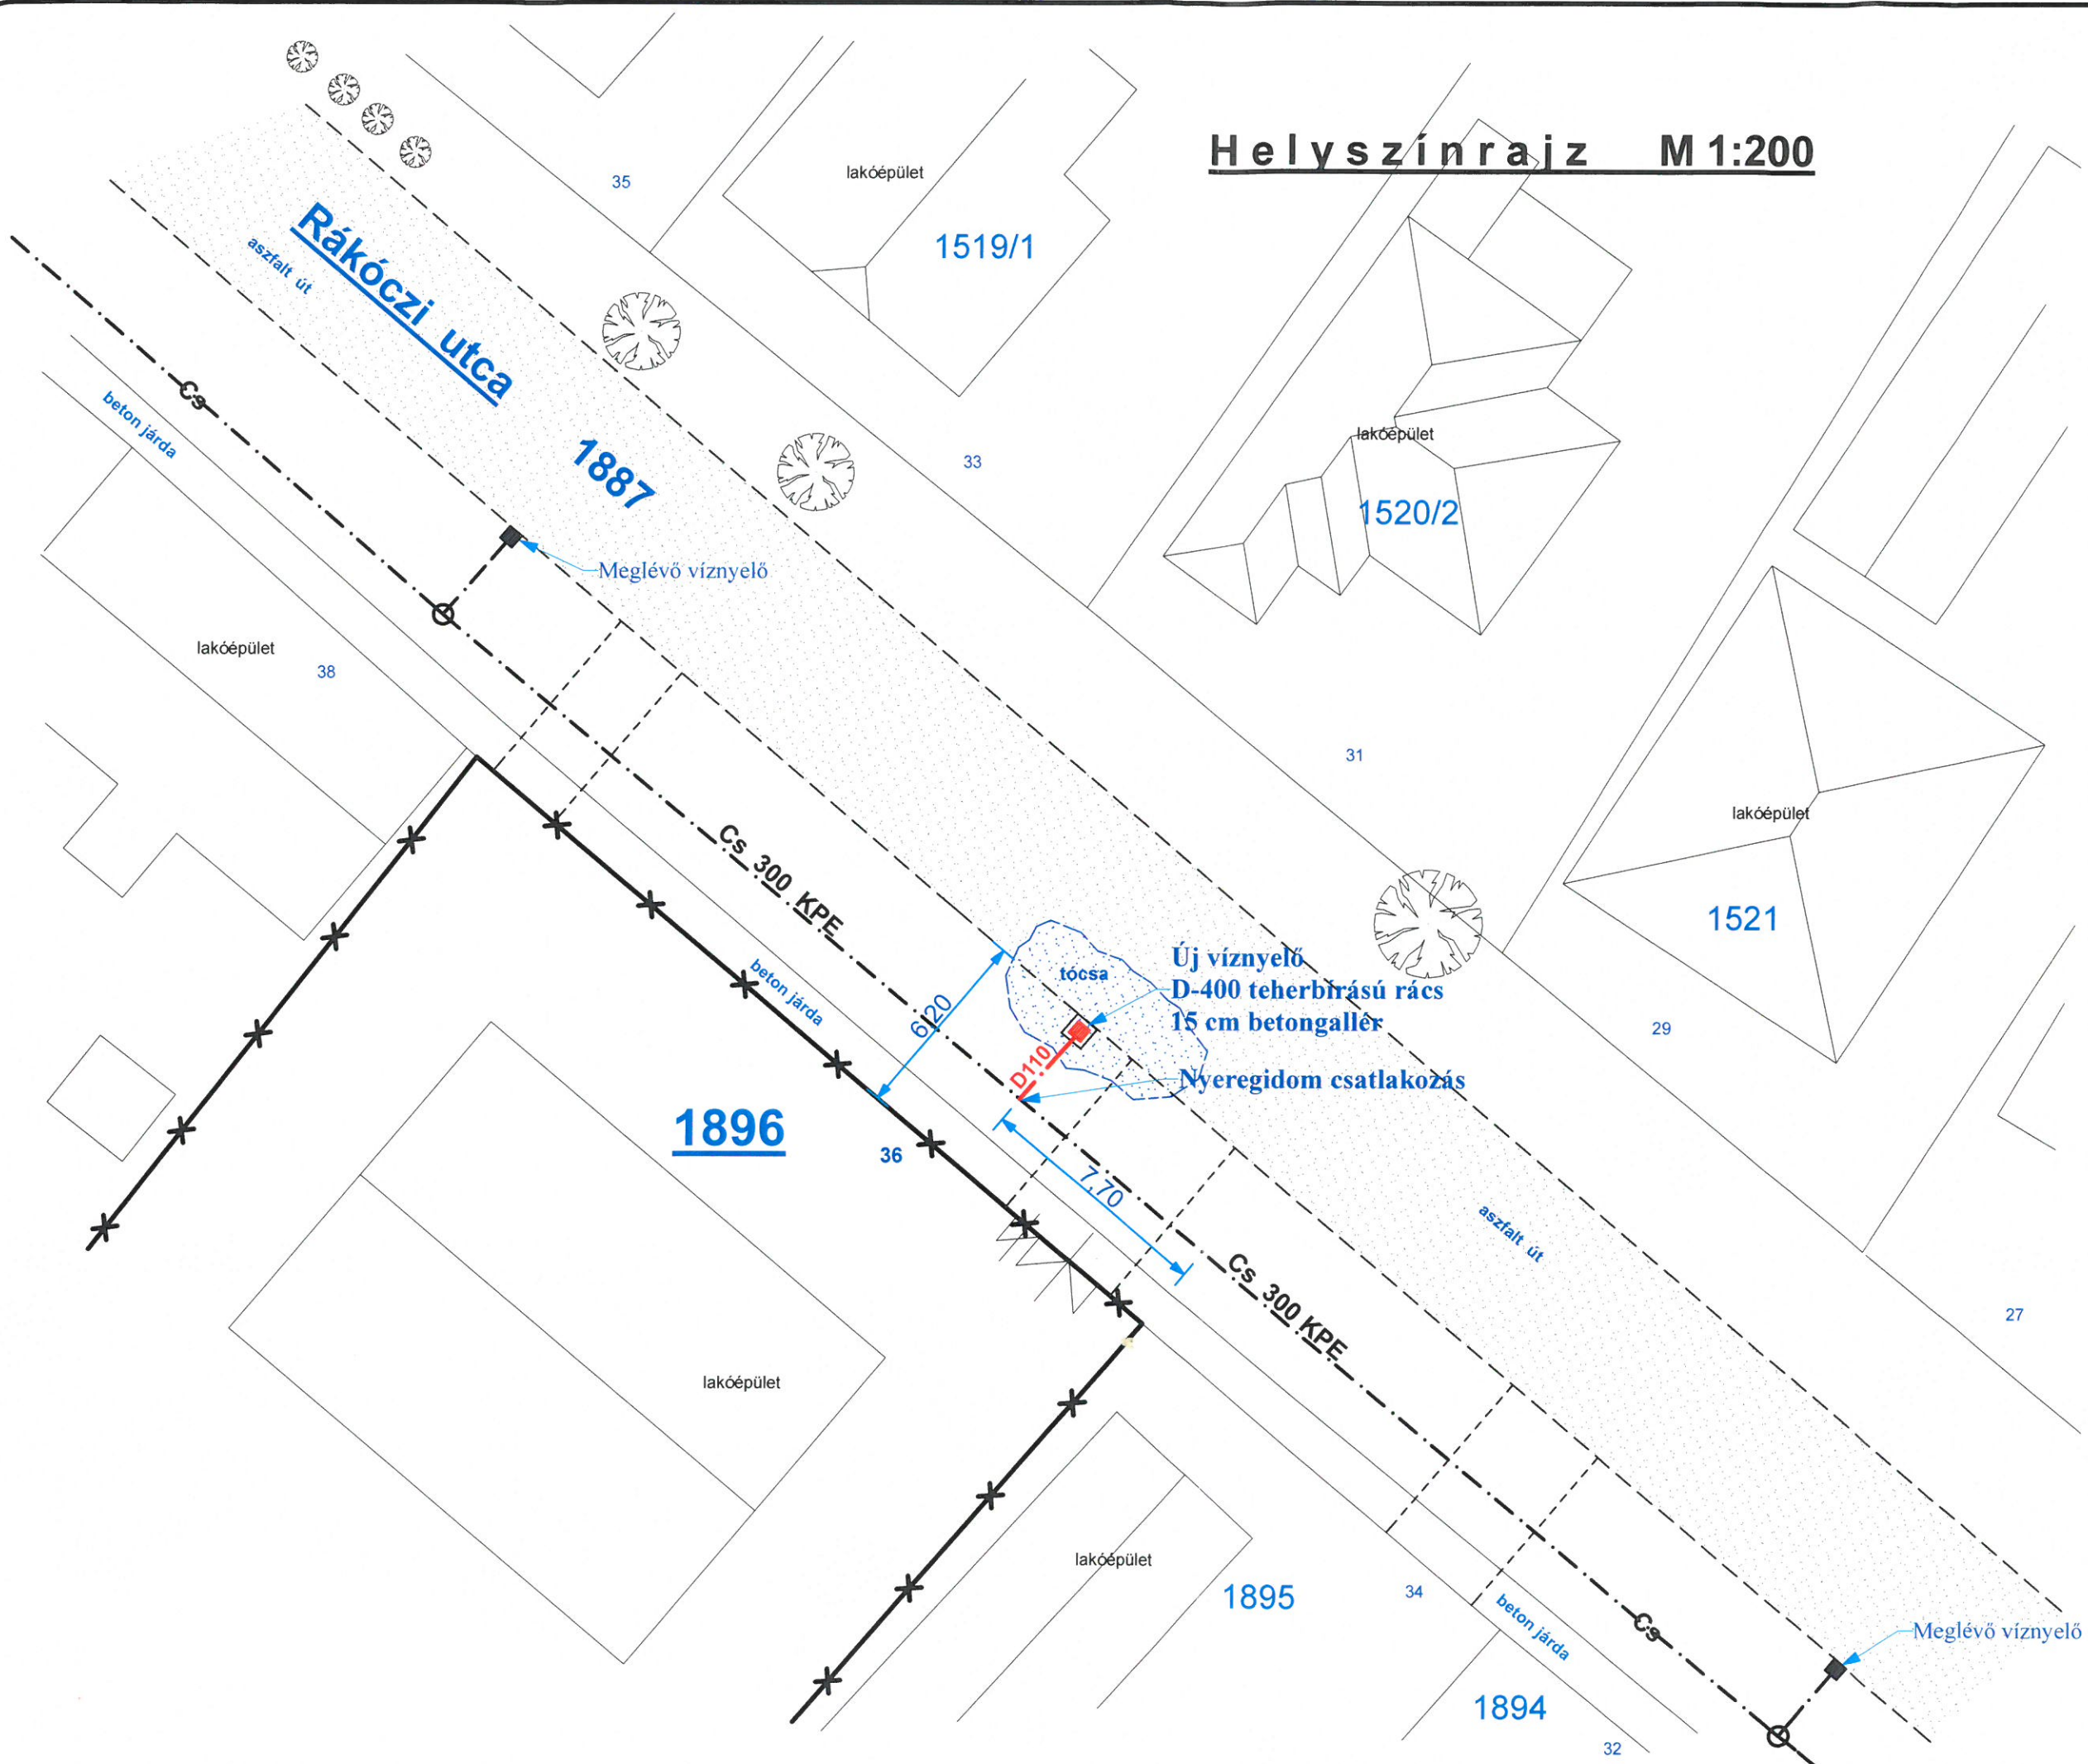 Helyszínrajz M 1:200
35
lakóépület
1519/1
Rákóczi utca
aszfalt út
Cs
beton járda
1887
33
lakóépület
1520/2
Meglévő víznyelő
lakóépület
38
31
lakóépület
1521
Cs 300 KPE
beton járda
tócsa
Új víznyelő
D-400 teherbírású rács
15 cm betongallér
6,20
D110
Nyeregidom csatlakozás
29
1896
36
7,70
aszfalt út
Cs 300 KPE
27
lakóépület
lakóépület
1895
34
beton járda
Cs
Meglévő víznyelő
1894
32